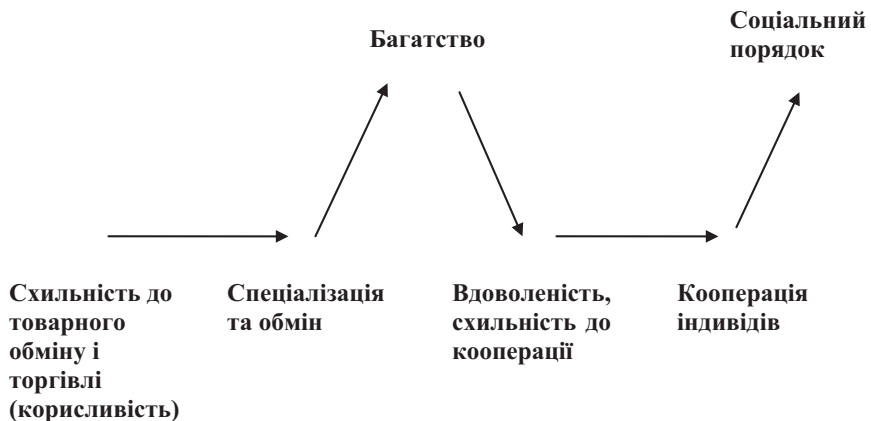 Багатство
Соціальний
порядок
Схильність до
товарного
обміну і
торгівлі
(корисливість)
Спеціалізація
та обмін
Вдоволеність,
схильність до
кооперації
Кооперація
індивідів